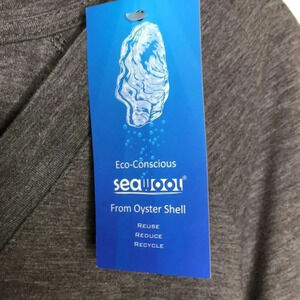 Eco-Conscious
seawool®
From Oyster Shell
REUSE
REDUCE
RECYCLE